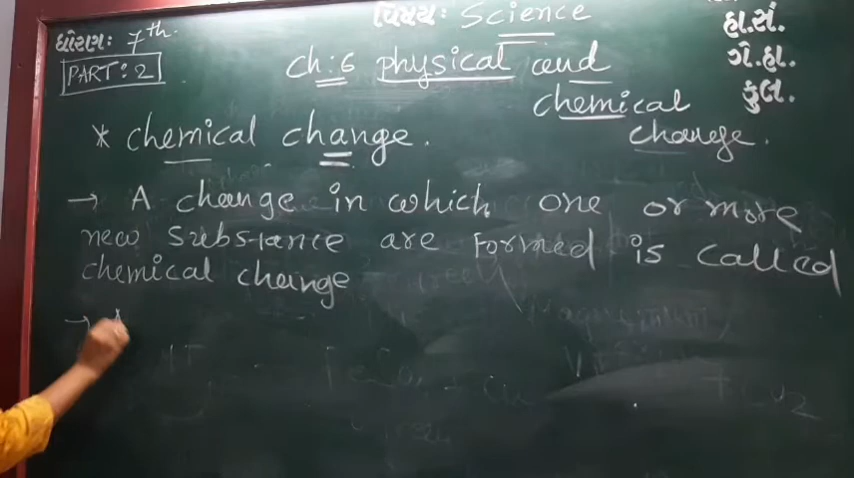 ધોરણ: 7th.
PART: 2
વિષય: Science
Ch: 6 physical and
chemical
change.
હા.સં.
ગે.હા.
કુલ.
* chemical change.
→ A change in which one or more
new substance are formed is called
chemical change
→ A